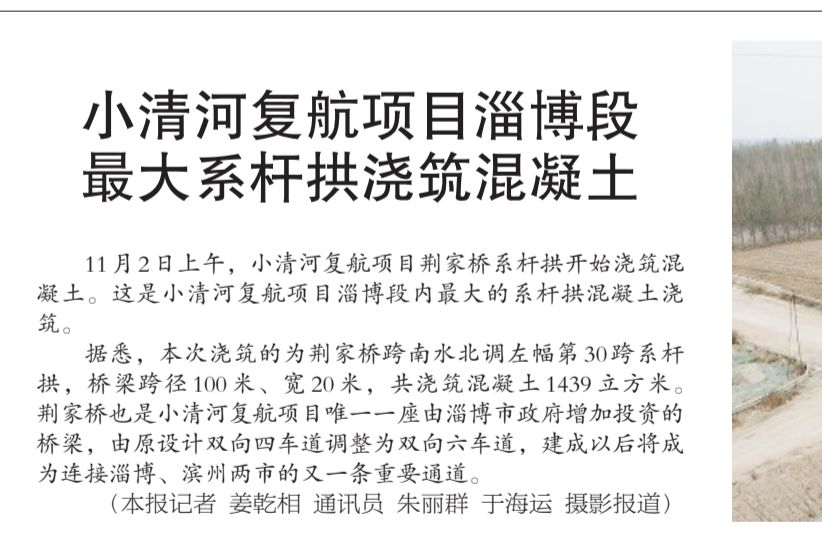 小清河复航项目淄博段
最大系杆拱浇筑混凝土
11月2日上午，小清河复航项目荆家桥系杆拱开始浇筑混
凝土。这是小清河复航项目淄博段内最大的系杆拱混凝土浇
筑。
据悉，本次浇筑的为荆家桥跨南水北调左幅第30跨系杆
拱，桥梁跨径100米、宽20米，共浇筑混凝土1439立方米。
荆家桥也是小清河复航项目唯一一座由淄博市政府增加投资的
桥梁，由原设计双向四车道调整为双向六车道，建成以后将成
为连接淄博、滨州两市的又一条重要通道。
（本报记者 姜乾相 通讯员 朱丽群 于海运 摄影报道）